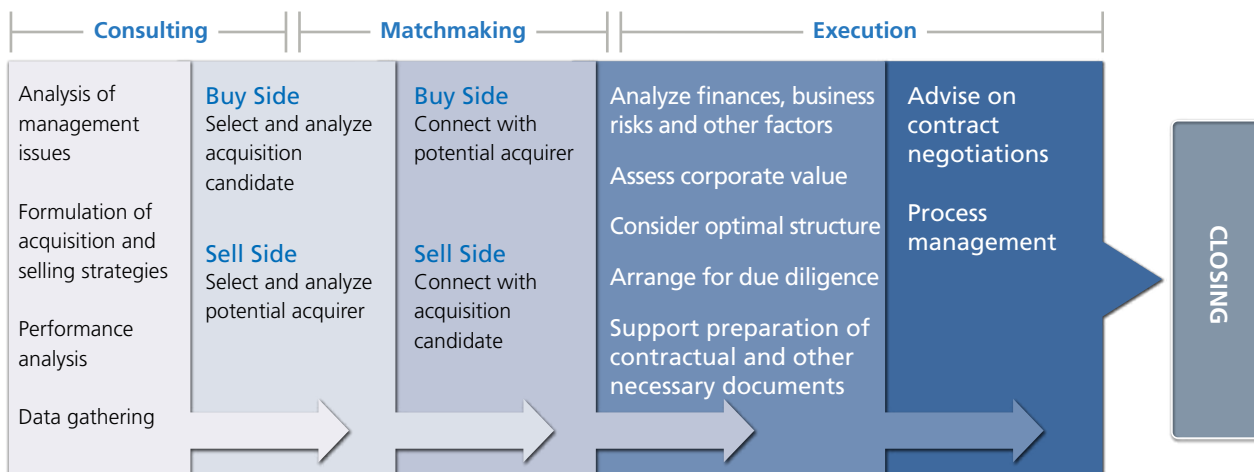 Consulting
Matchmaking
Execution
Analysis of
management
issues
Formulation of
acquisition and
selling strategies
Performance
analysis
Data gathering
Buy Side
Select and analyze
acquisition
candidate
Sell Side
Select and analyze
potential acquirer
Buy Side
Connect with
potential acquirer
Sell Side
Connect with
acquisition
candidate
Analyze finances, business
risks and other factors
Assess corporate value
Consider optimal structure
Arrange for due diligence
Support preparation of
contractual and other
necessary documents
Advise on
contract
negotiations
Process
management
CLOSING